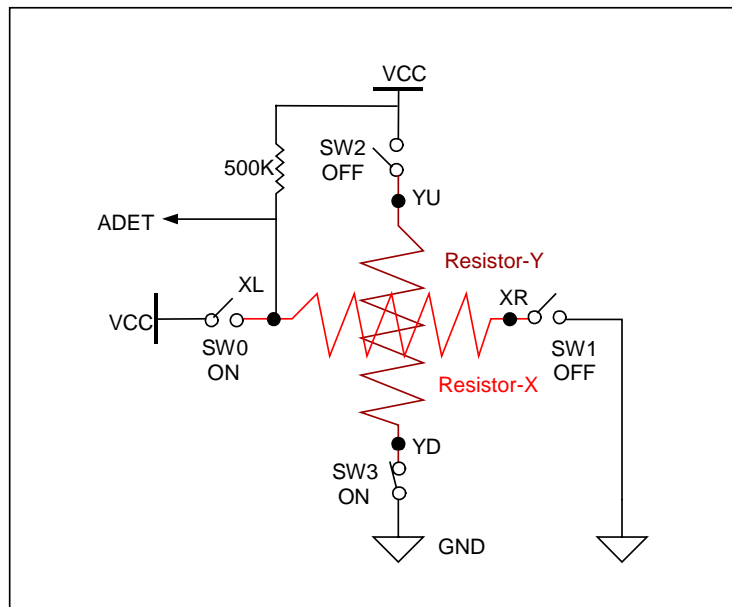 VCC
SW2
OFF
500K
YU
ADET
Resistor-Y
XL
XR
VCC
SW0
ON
SW1
OFF
Resistor-X
YD
SW3
ON
GND